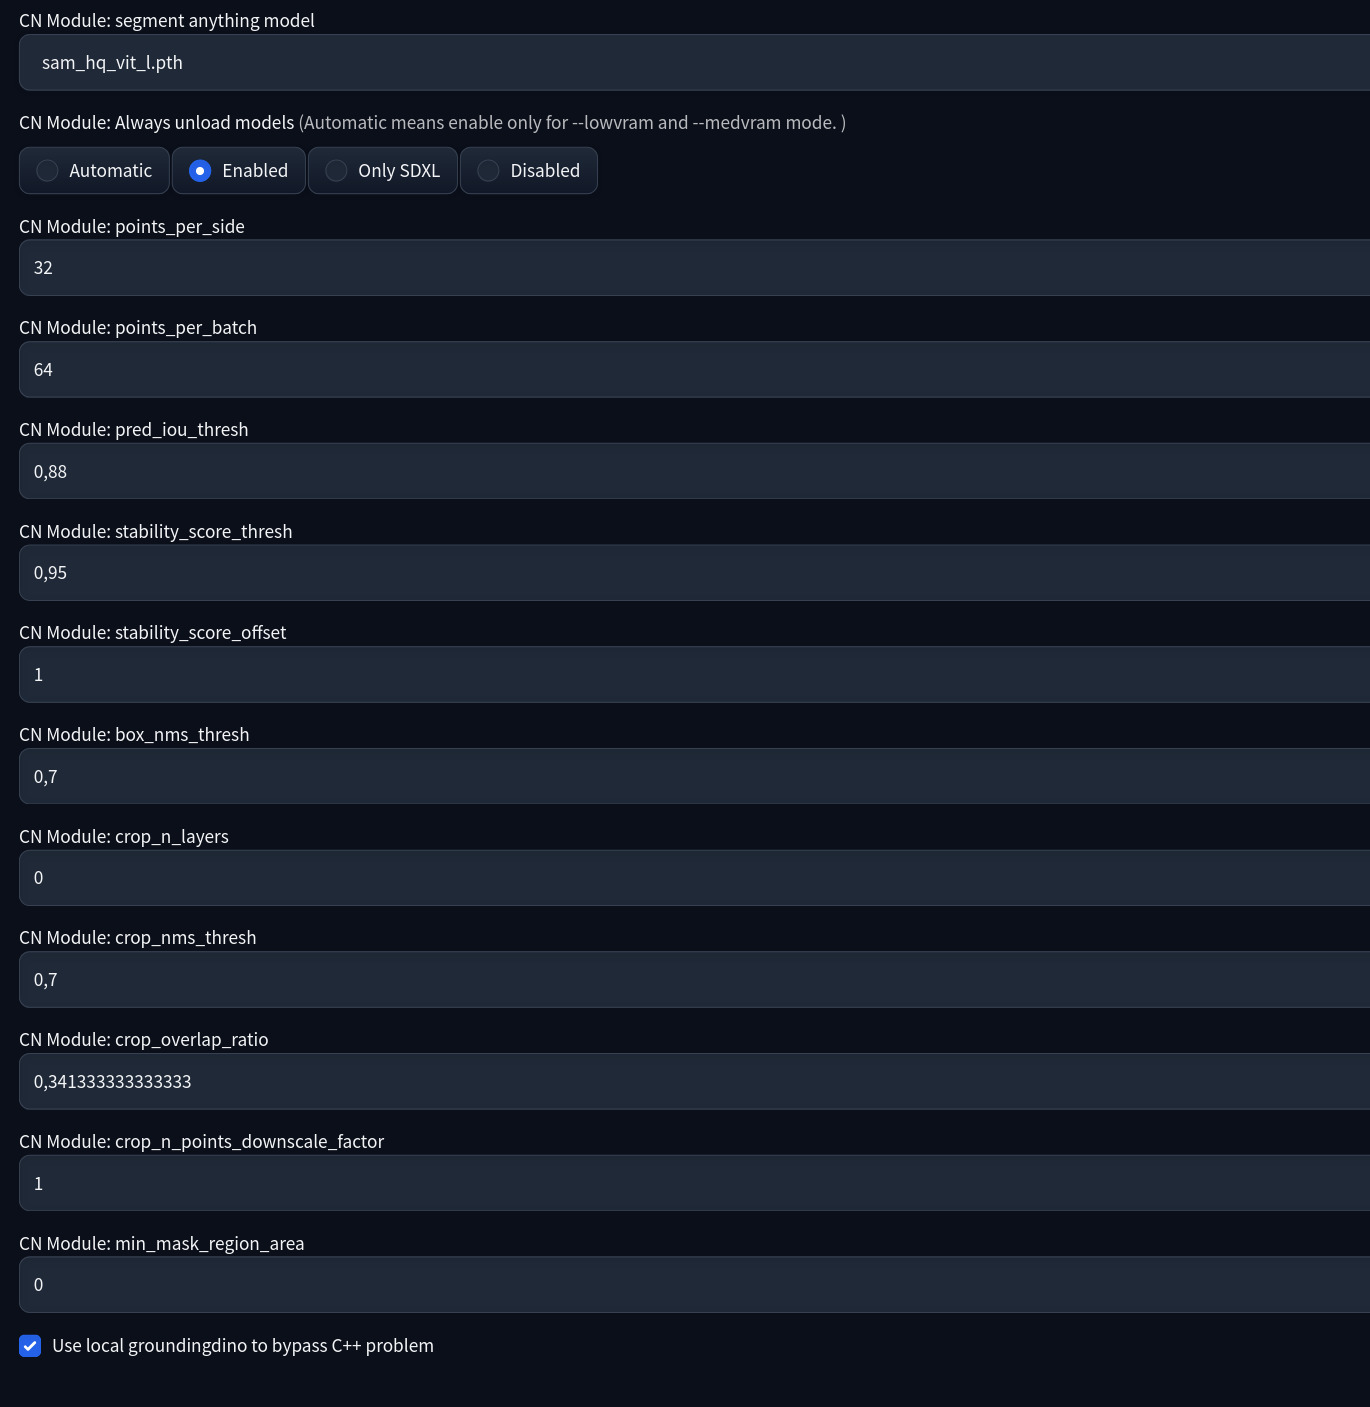 CN Module: segment anything model
sam_hq_vit_l.pth
CN Module: Always unload models (Automatic means enable only for --lowvram and --medvram mode. )
Automatic Enabled Only SDXL Disabled
CN Module: points_per_side
32
CN Module: points_per_batch
64
CN Module: pred_iou_thresh
0,88
CN Module: stability_score_thresh
0,95
CN Module: stability_score_offset
1
CN Module: box_nms_thresh
0,7
CN Module: crop_n_layers
0
CN Module: crop_nms_thresh
0,7
CN Module: crop_overlap_ratio
0,341333333333333
CN Module: crop_n_points_downscale_factor
1
CN Module: min_mask_region_area
0
Use local groundingdino to bypass C++ problem